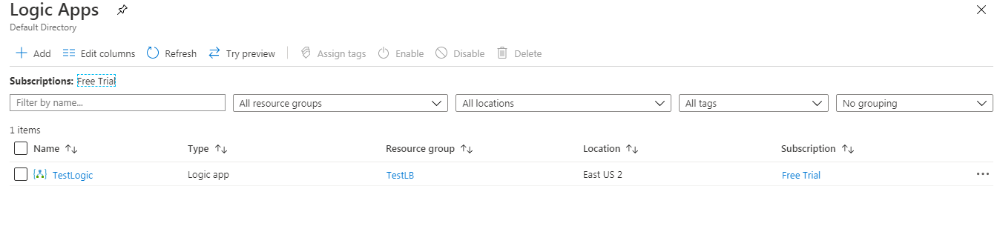 Logic Apps
Default Directory
Add Edit columns Refresh Try preview Assign tags Enable Disable Delete
Subscriptions: Free Trial
Filter by name... All resource groups All locations All tags No grouping
1 items
Name Type Resource group Location Subscription
TestLogic Logic app TestLB East US 2 Free Trial